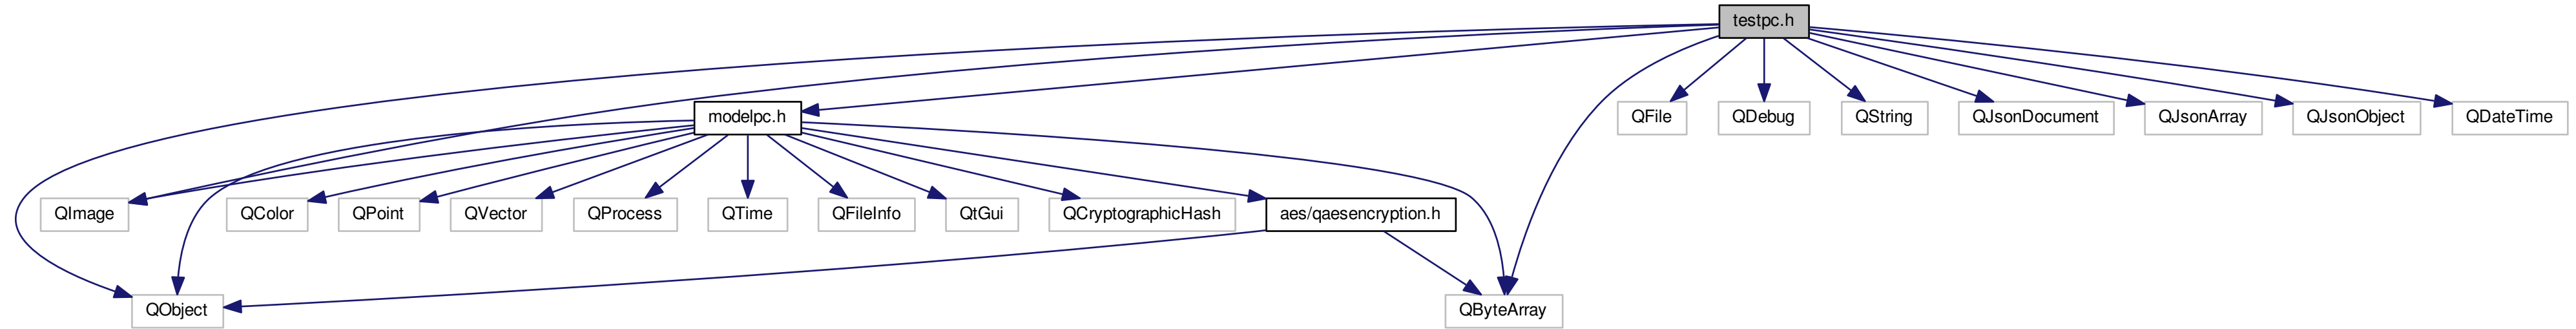 testpc.h
modelpc.h
QFile
QDebug
QString
QJsonDocument
QJsonArray
QJsonObject
QDateTime
QImage
QColor
QPoint
QVector
QProcess
QTime
QFileInfo
QtGui
QCryptographicHash
aes/qaesencryption.h
QObject
QByteArray